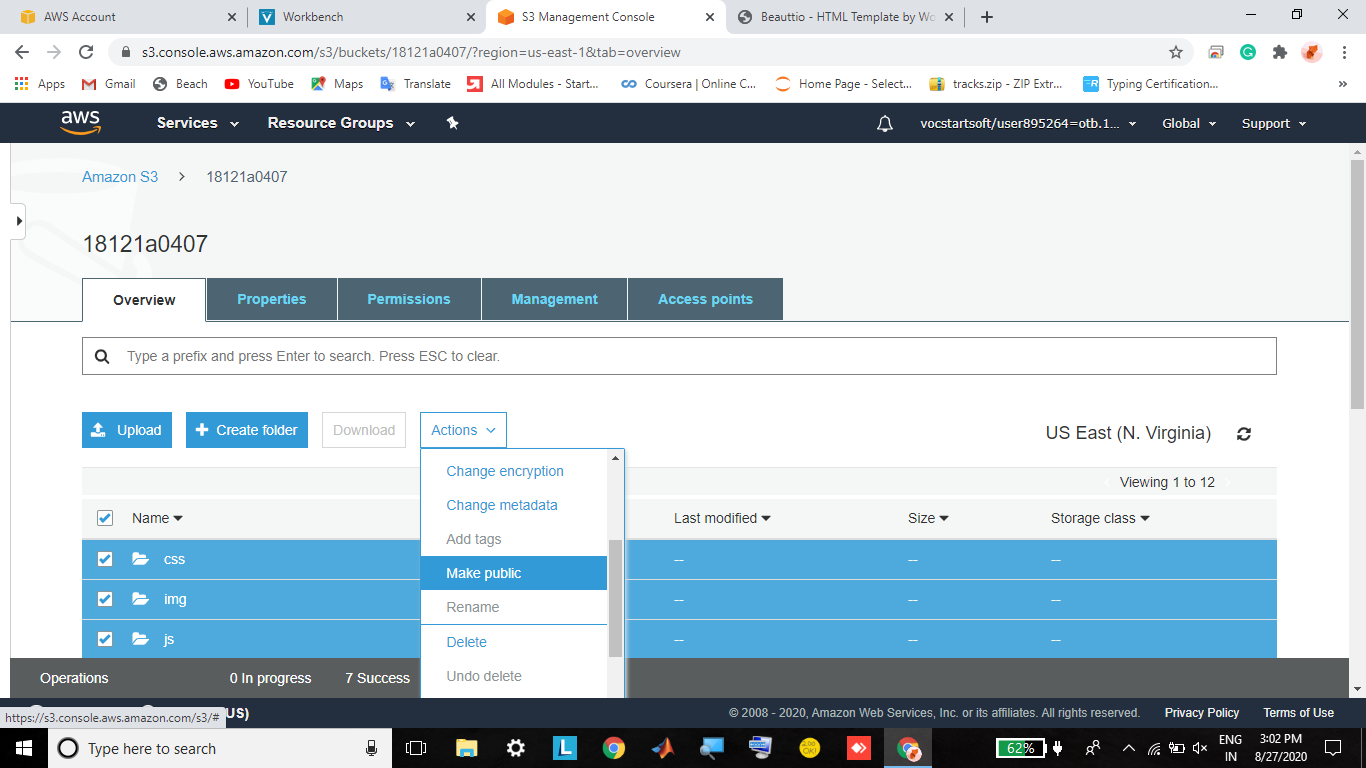 AWS Account
Workbench
S3 Management Console
Beauttio - HTML Template by Wo
s3.console.aws.amazon.com/s3/buckets/18121a0407/?region=us-east-1&tab=overview
Apps
Gmail
Beach
YouTube
Maps
Translate
All Modules - Start...
Coursera | Online C...
Home Page - Select...
tracks.zip - ZIP Extr...
Typing Certification...
aws
Services
Resource Groups
vocstartsoft/user895264=otb.1...
Global
Support
Amazon S3
18121a0407
18121a0407
Overview
Properties
Permissions
Management
Access points
Type a prefix and press Enter to search. Press ESC to clear.
Upload
Create folder
Download
Actions
US East (N. Virginia)
Change encryption
Change metadata
Add tags
Make public
Rename
Delete
Undo delete
Viewing 1 to 12
Name
Last modified
Size
Storage class
css
-- -- --
img
-- -- --
js
-- -- --
Operations
0 In progress
7 Success
https://s3.console.aws.amazon.com/s3/#
US)
© 2008 - 2020, Amazon Web Services, Inc. or its affiliates. All rights reserved.
Privacy Policy
Terms of Use
Type here to search
62%
ENG
IN
3:02 PM
8/27/2020